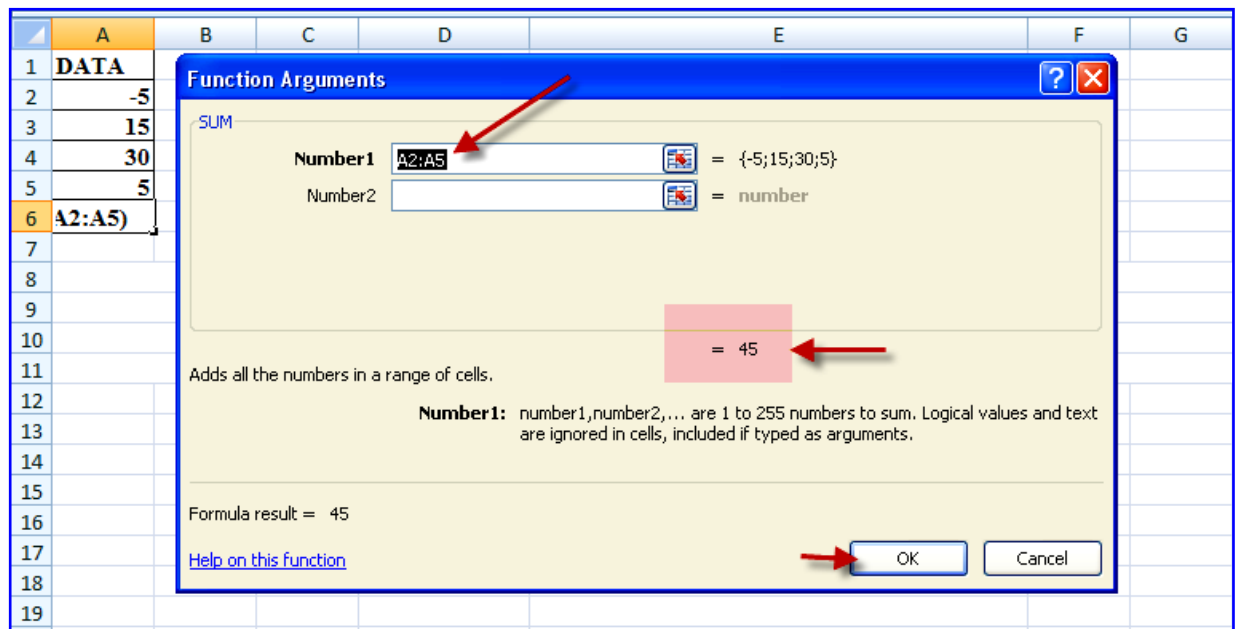 A B C D E F G
1 DATA
2 -5
3 15
4 30
5 5
6 A2:A5)
7
8
9
10
11
12
13
14
15
16
17
18
19
Function Arguments ?
SUM
Number1 A2:A5 = {-5;15;30;5}
Number2 = number
= 45
Adds all the numbers in a range of cells.
Number1: number1,number2,... are 1 to 255 numbers to sum. Logical values and text
are ignored in cells, included if typed as arguments.
Formula result = 45
Help on this function OK Cancel